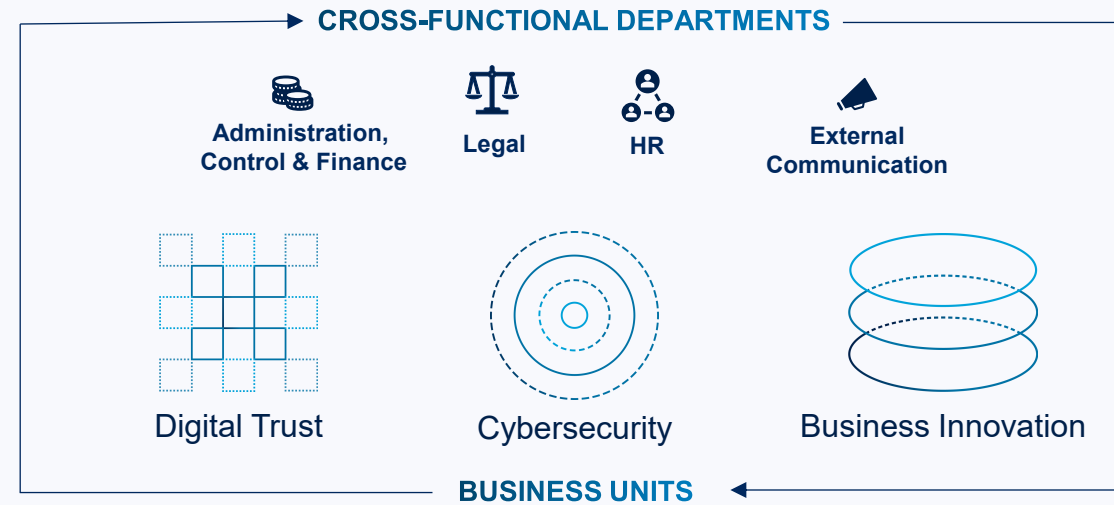 CROSS-FUNCTIONAL DEPARTMENTS
Administration,
Control & Finance
Legal
HR
External
Communication
Digital Trust
Cybersecurity
Business Innovation
BUSINESS UNITS